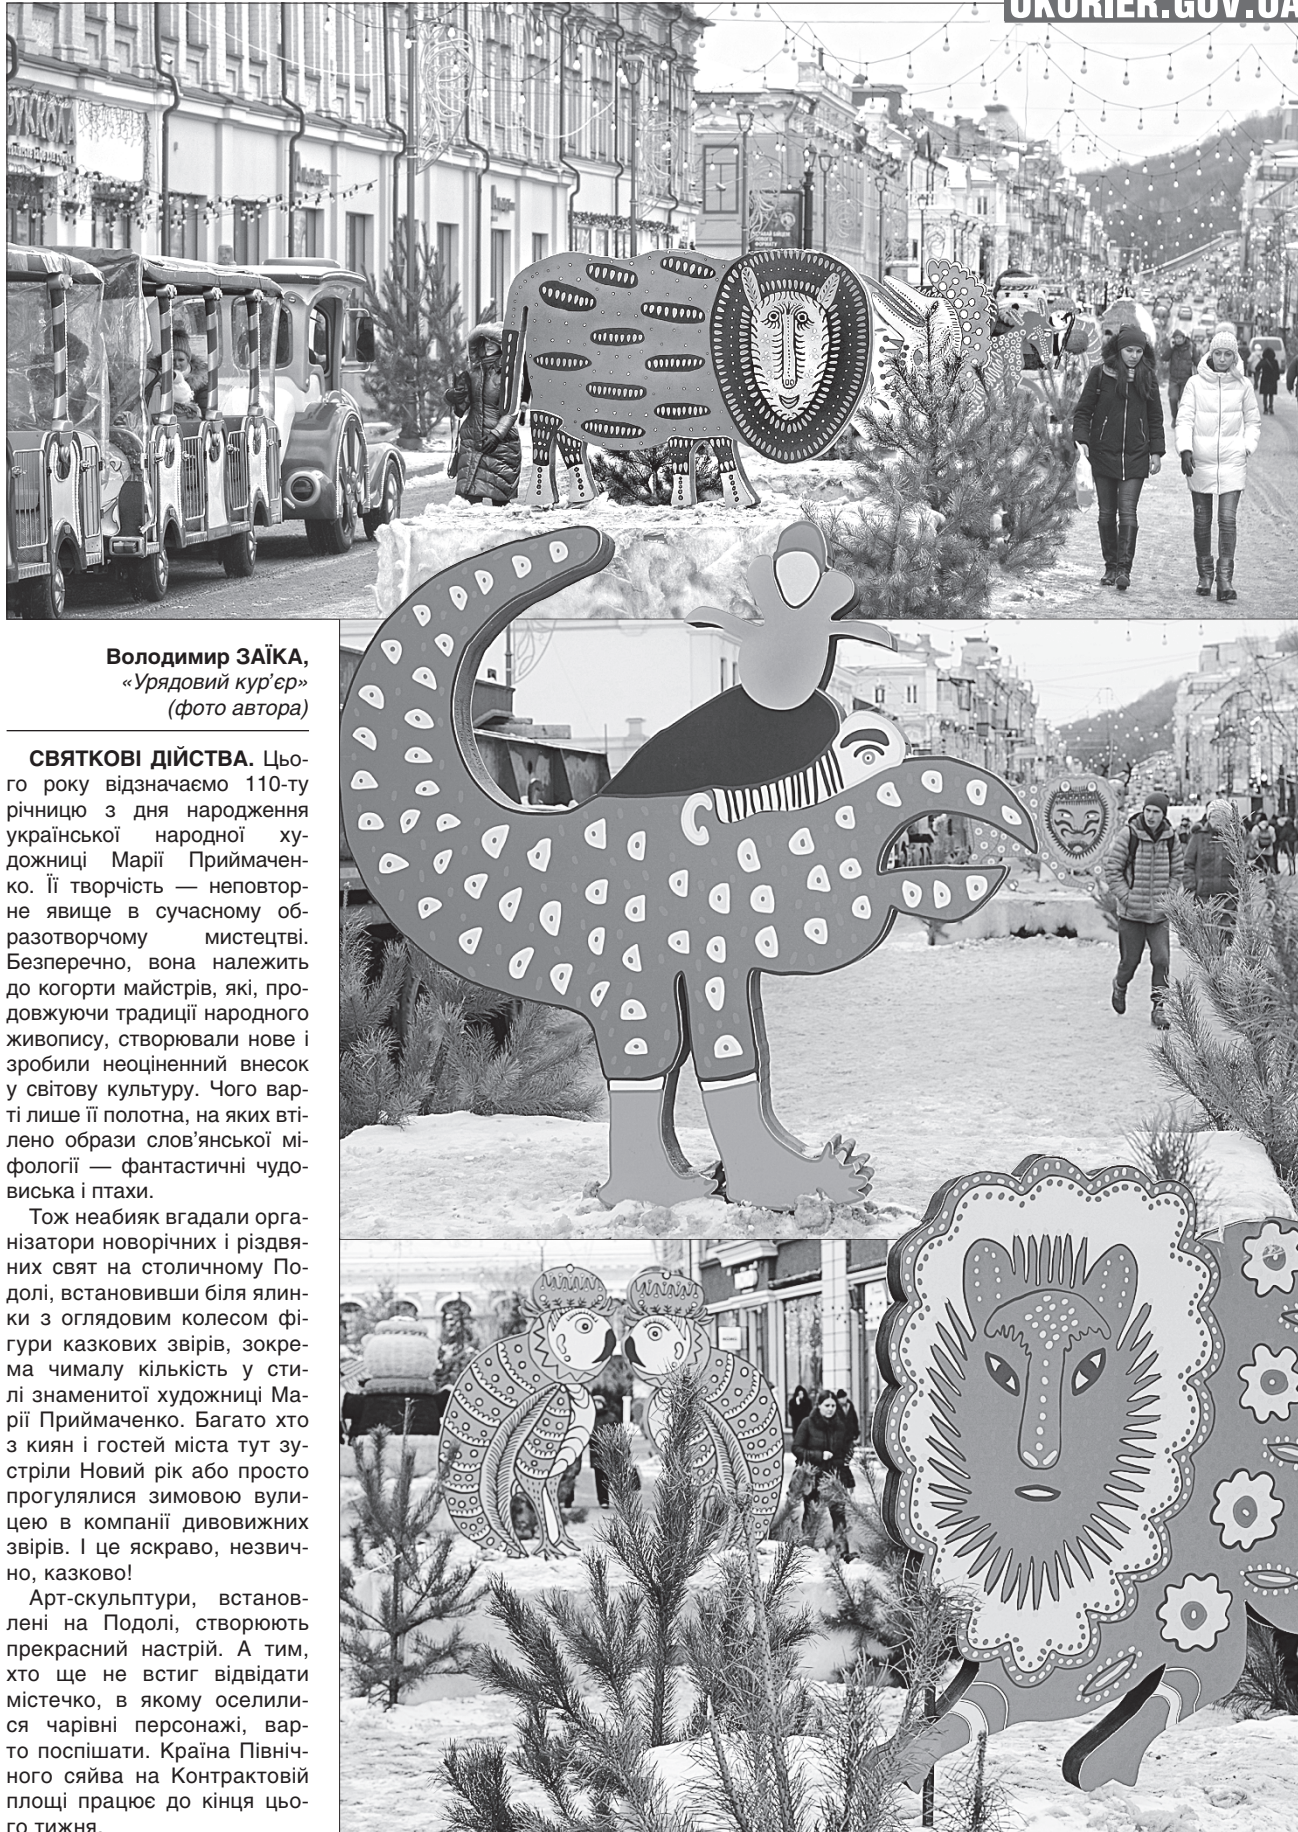 UKURIER.GOV.UA
Володимир ЗАЇКА,
«Урядовий кур’єр»
(фото автора)
СВЯТКОВІ ДІЙСТВА. Цьо-
го року відзначаємо 110-ту
річницю з дня народження
української народної ху-
дожниці Марії Приймачен-
ко. Її творчість — неповтор-
не явище в сучасному об-
разотворчому мистецтві.
Безперечно, вона належить
до когорти майстрів, які, про-
довжуючи традиції народного
живопису, створювали нове і
зробили неоціненний внесок
у світову культуру. Чого вар-
ті лише її полотна, на яких вті-
лено образи слов’янської мі-
фології — фантастичні чудо-
виська і птахи.
Тож неабияк вгадали орга-
нізатори новорічних і різдвя-
них свят на столичному По-
долі, встановивши біля ялин-
ки з оглядовим колесом фі-
гури казкових звірів, зокре-
ма чималу кількість у сти-
лі знаменитої художниці Ма-
рії Приймаченко. Багато хто
з киян і гостей міста тут зу-
стріли Новий рік або просто
прогулялися зимовою вули-
цею в компанії дивовижних
звірів. І це яскраво, незвич-
но, казково!
Арт-скульптури, встанов-
лені на Подолі, створюють
прекрасний настрій. А тим,
хто ще не встиг відвідати
містечко, в якому оселили-
ся чарівні персонажі, вар-
то поспішати. Країна Північ-
ного сяйва на Контрактовій
площі працює до кінця цьо-
го тижня.